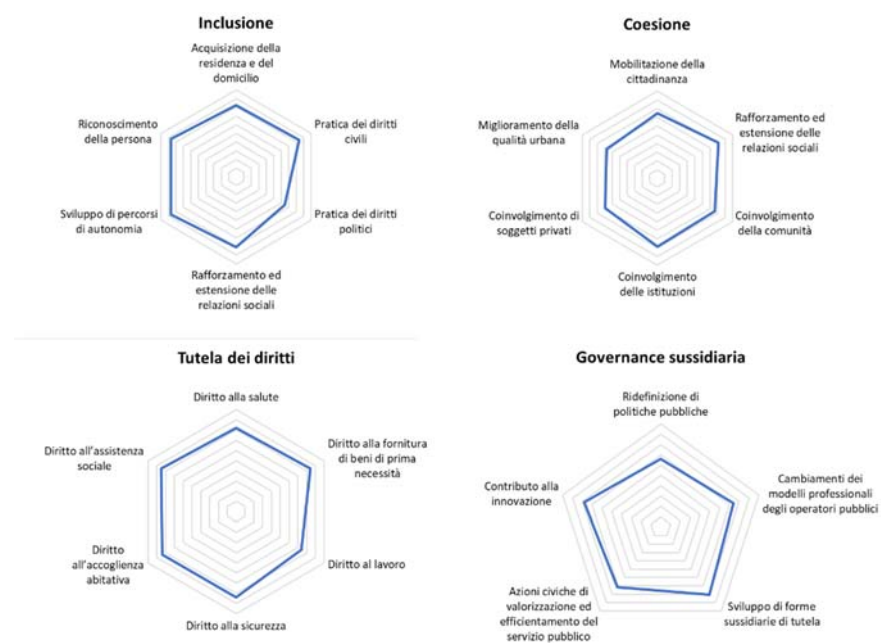 Inclusione
Acquisizione della
residenza e del
domicilio
Riconoscimento
della persona
Pratica dei diritti
civili
Sviluppo di percorsi
di autonomia
Pratica dei diritti
politici
Rafforzamento ed
estensione delle
relazioni sociali
Coesione
Mobilitazione della
cittadinanza
Miglioramento della
qualità urbana
Rafforzamento ed
estensione delle
relazioni sociali
Coinvolgimento di
soggetti privati
Coinvolgimento
della comunità
Coinvolgimento
delle istituzioni
Tutela dei diritti
Diritto alla salute
Diritto all'assistenza
sociale
Diritto alla fornitura
di beni di prima
necessità
Diritto
all'accoglienza
abitativa
Diritto al lavoro
Diritto alla sicurezza
Governance sussidiaria
Ridefinizione di
politiche pubbliche
Contributo alla
innovazione
Cambiamenti dei
modelli professionali
degli operatori pubblici
Azioni civiche di
valorizzazione ed
efficientamento del
servizio pubblico
Sviluppo di forme
sussidiarie di tutela